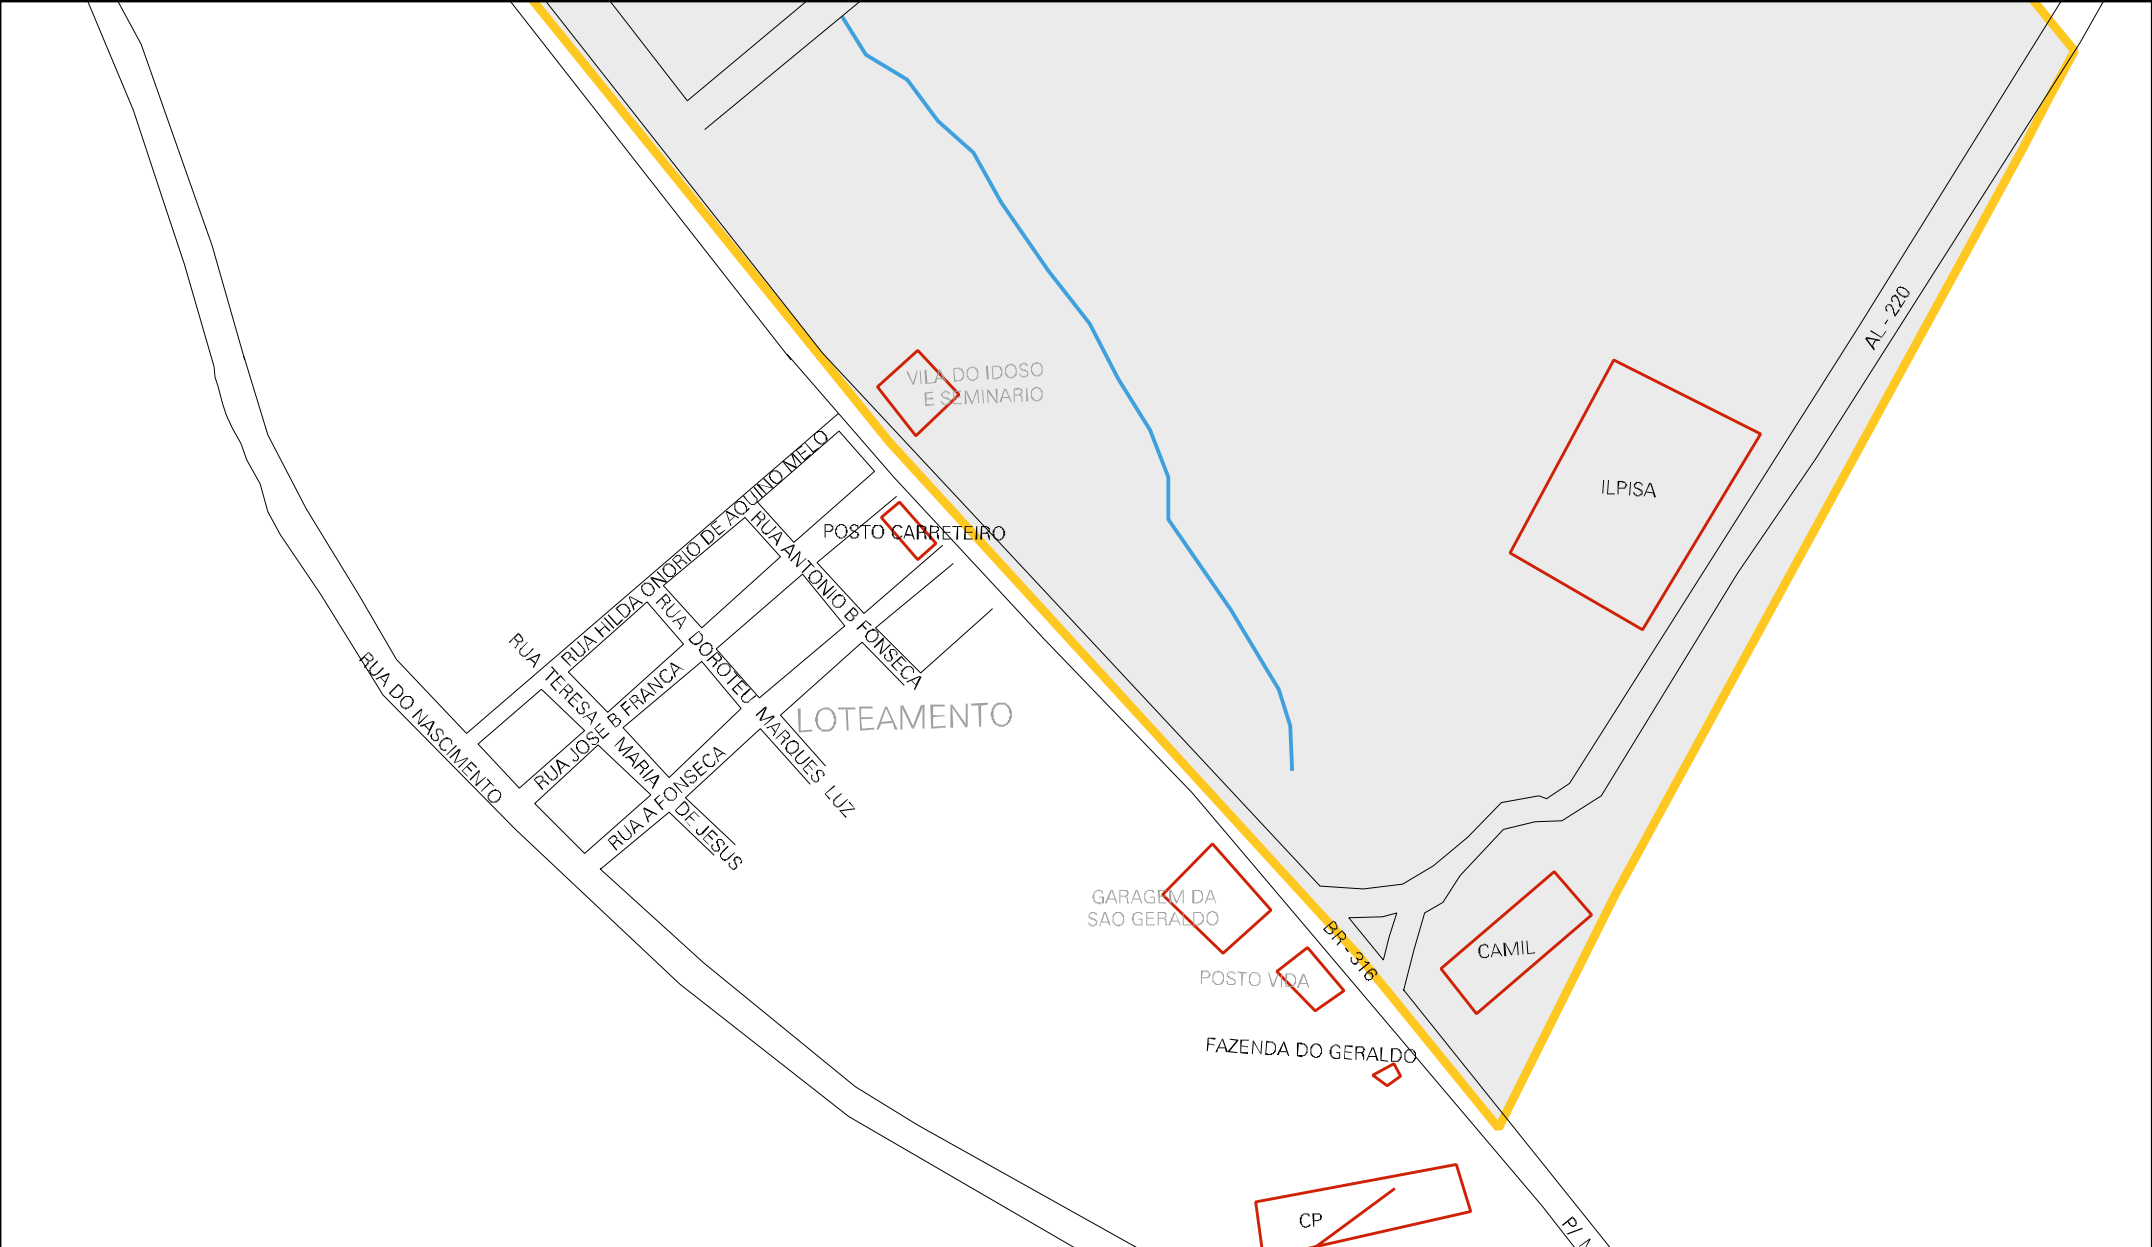 AL - 220
VILA DO IDOSO
E SEMINARIO
ILPISA
RUA HILDA ONORIO DE AQUINO MELO
POSTO CARRETEIRO
RUA ANTONIO B FONSECA
RUA DOROTEU MARQUES LUZ
RUA TERESA E MARIA DE JESUS
RUA JOSE B FRANCA
RUA DO NASCIMENTO
LOTEAMENTO
RUA A FONSECA
GARAGEM DA
SAO GERALDO
BR - 316
CAMIL
POSTO VIDA
FAZENDA DO GERALDO
CP
P/